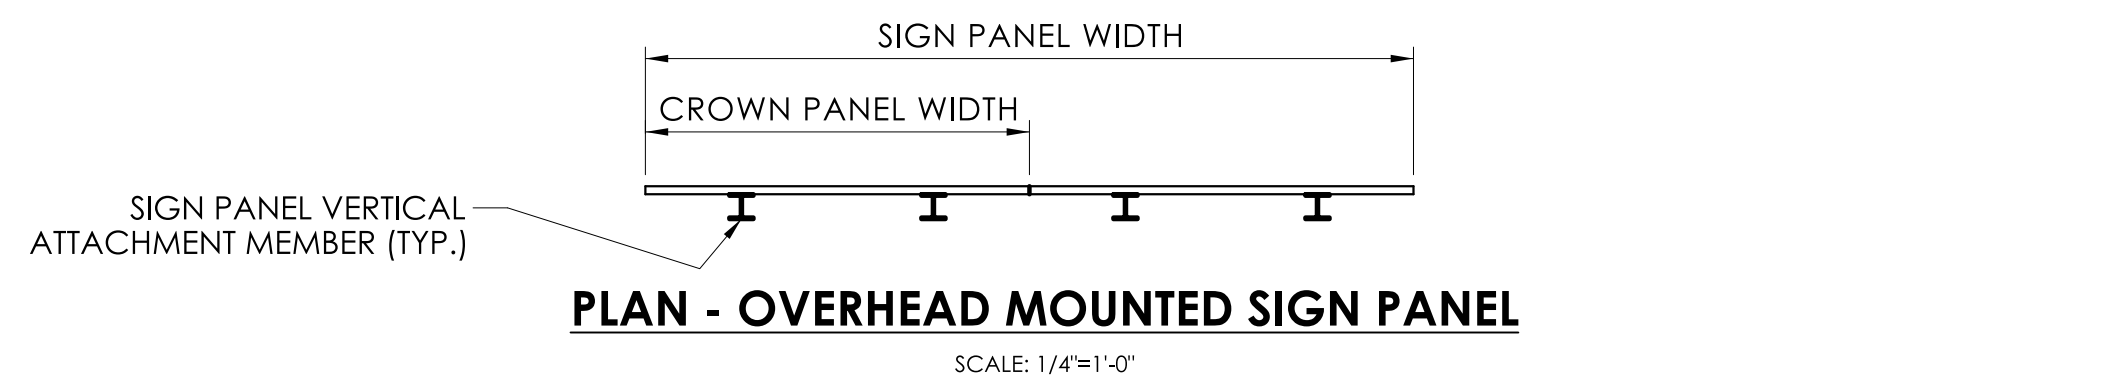 SIGN PANEL WIDTH
CROWN PANEL WIDTH
SIGN PANEL VERTICAL
ATTACHMENT MEMBER (TYP.)
PLAN - OVERHEAD MOUNTED SIGN PANEL
SCALE: 1/4"=1'-0"